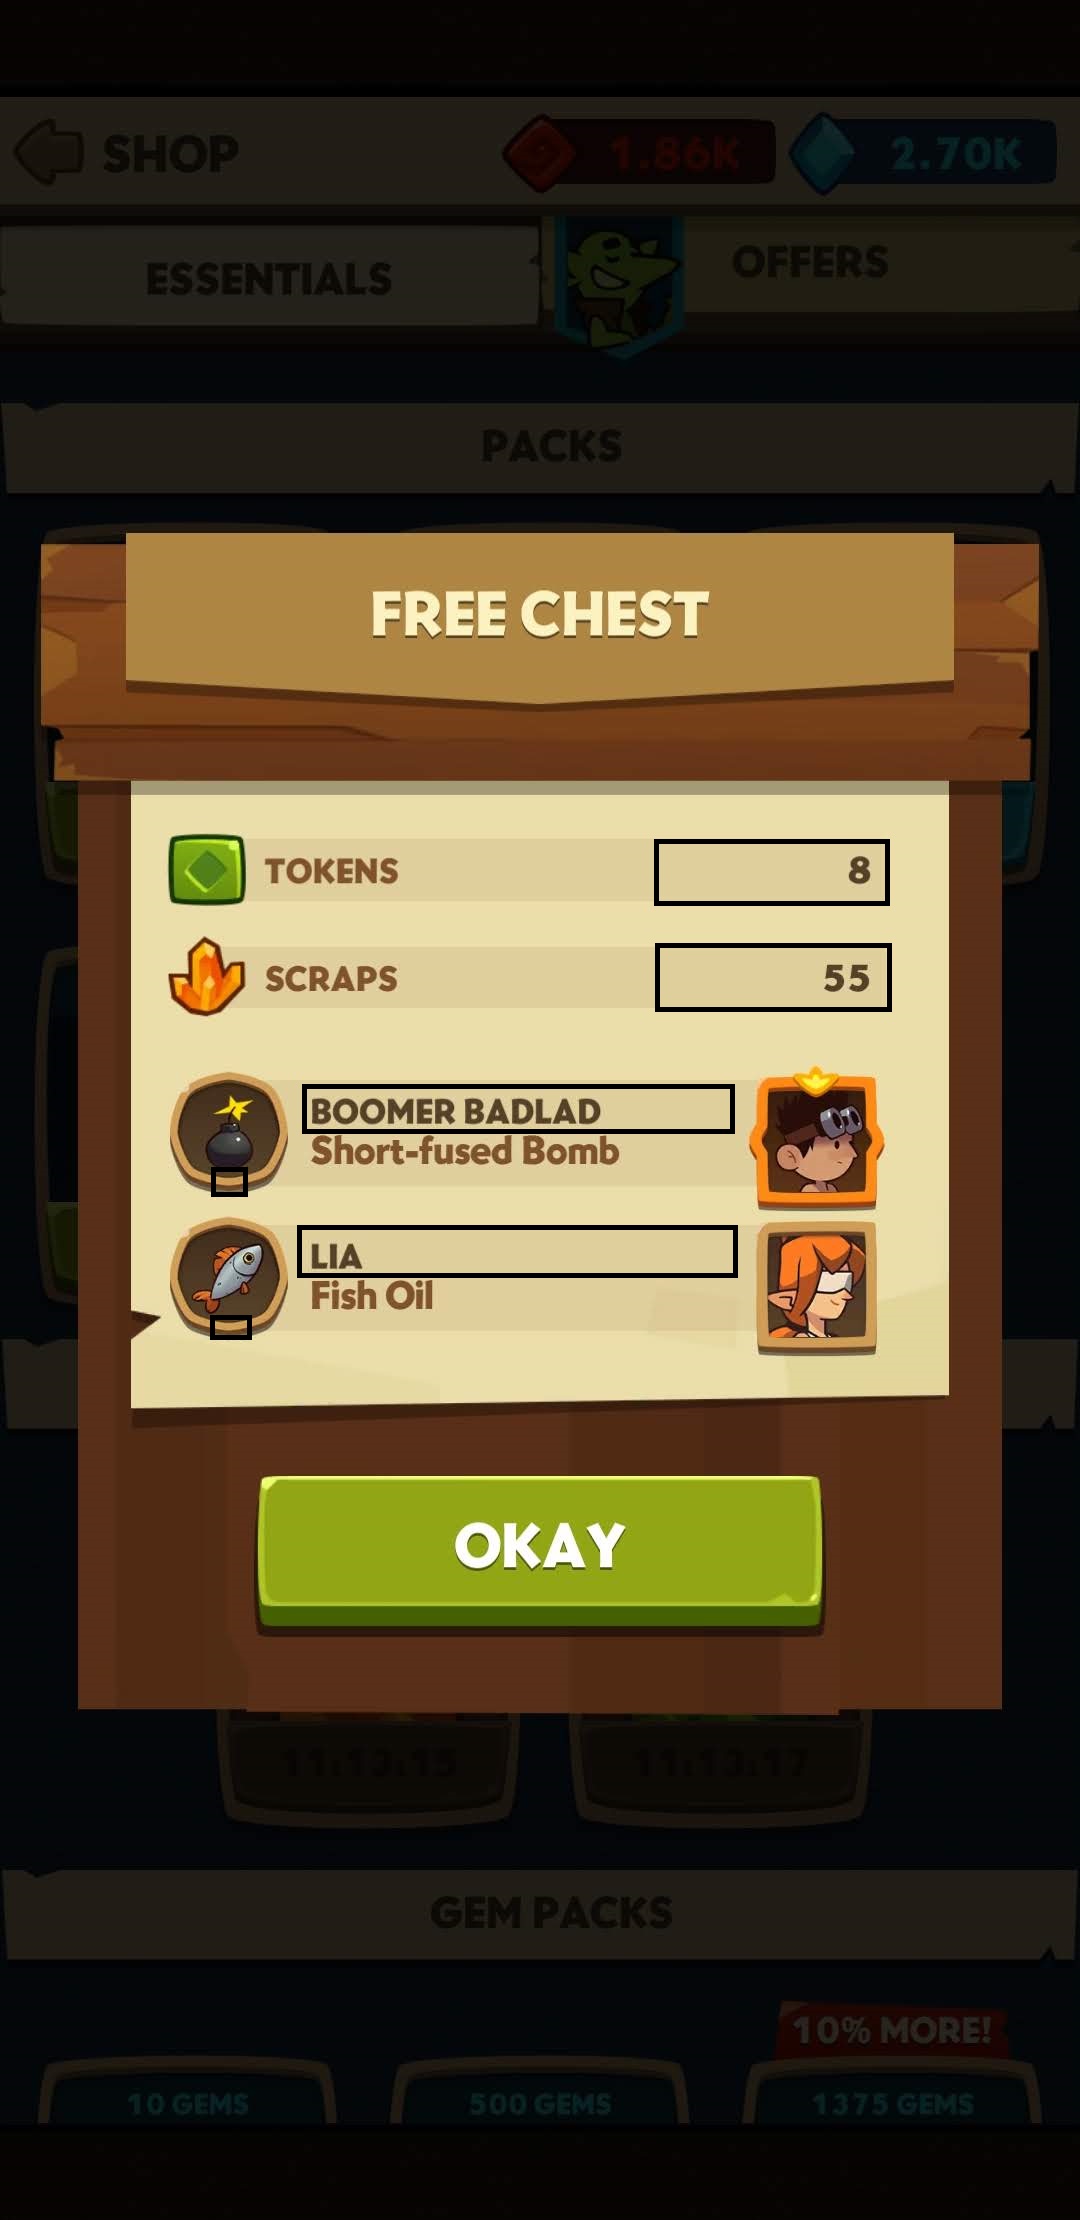 SHOP
1.86K
2.70K
ESSENTIALS
OFFERS
PACKS
FREE CHEST
TOKENS
8
SCRAPS
55
BOOMER BADLAD
Short-fused Bomb
LIA
Fish Oil
OKAY
11:13:15
11:13:17
GEM PACKS
10% MORE!
10 GEMS
500 GEMS
1375 GEMS